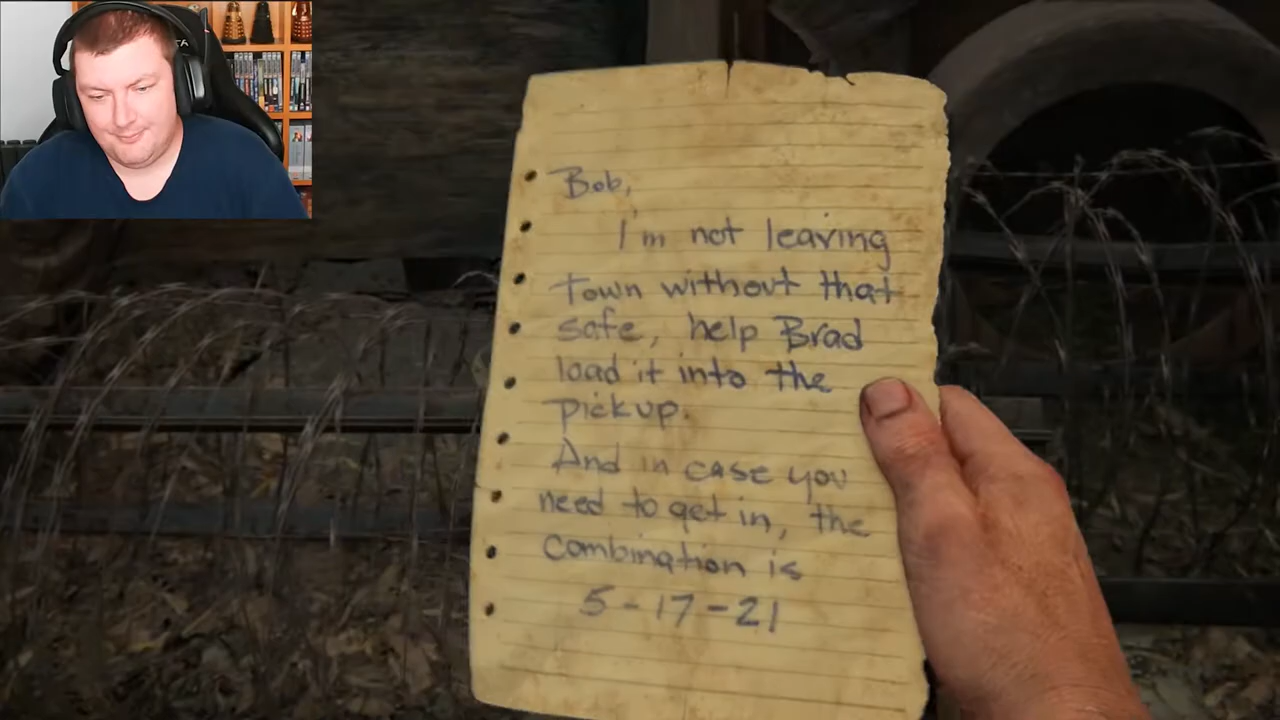 Bob,
I'm not leaving
town without that
safe, help Brad
load it into the
pickup.
And in case you
need to get in, the
combination is
5-17-21